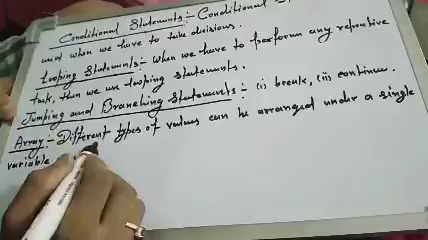 Conditional Statements:- Conditional S
used when we have to take decisions.
Looping Statements:- When we have to perform any repeative
task, then we use looping statements.
Jumping and Branching Statements:- (i) break, (ii) continue.
Array:- Different types of values can be arranged under a single
variable